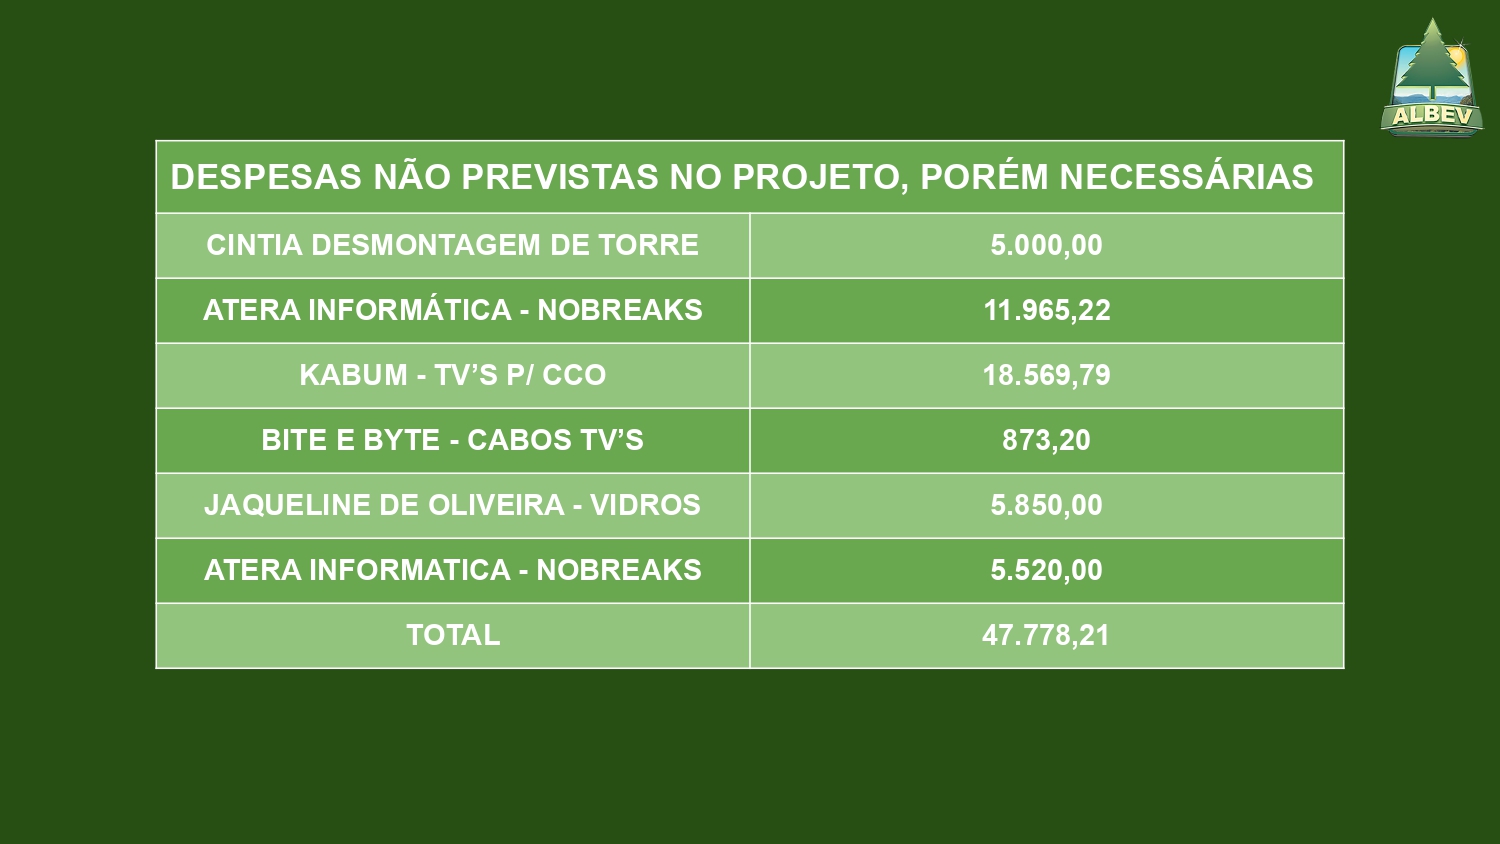 ALBEV
DESPESAS NÃO PREVISTAS NO PROJETO, PORÉM NECESSÁRIAS
CINTIA DESMONTAGEM DE TORRE 5.000,00
ATERA INFORMÁTICA - NOBREAKS 11.965,22
KABUM - TV’S P/ CCO 18.569,79
BITE E BYTE - CABOS TV’S 873,20
JAQUELINE DE OLIVEIRA - VIDROS 5.850,00
ATERA INFORMATICA - NOBREAKS 5.520,00
TOTAL 47.778,21